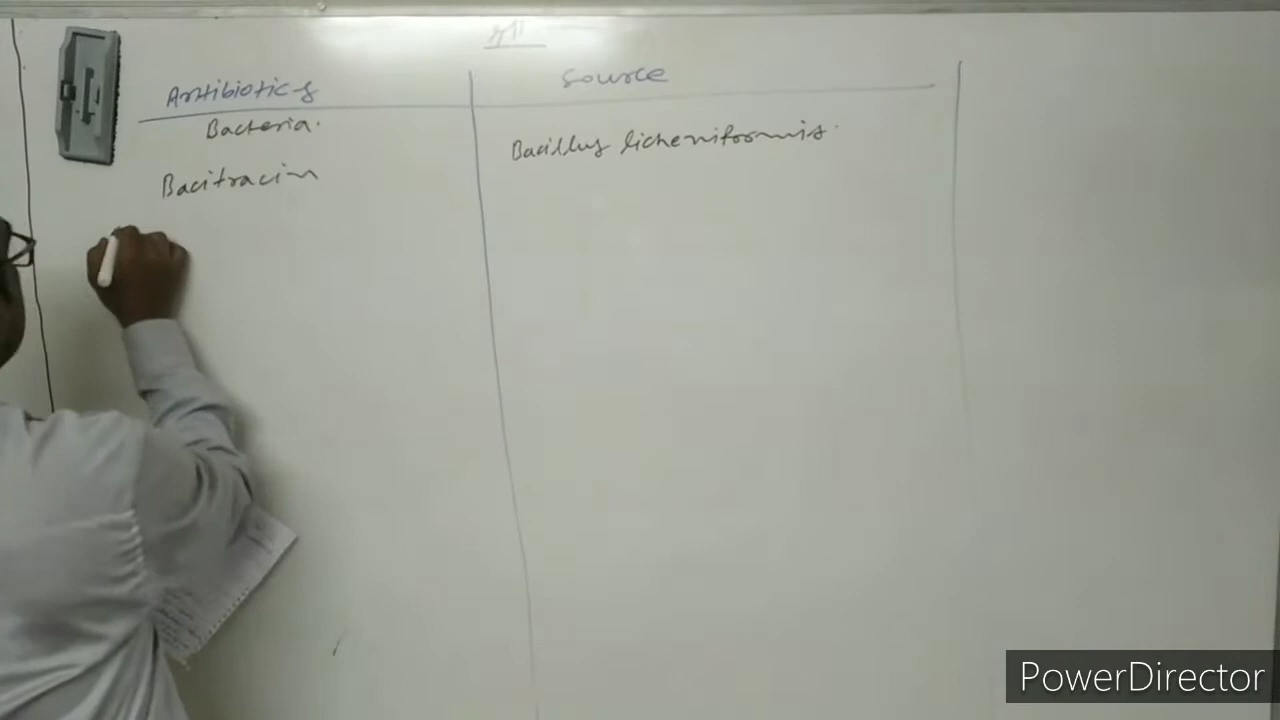 Antibiotics
Source
Bacteria.
Bacillus licheniformis.
Bacitracin
PowerDirector